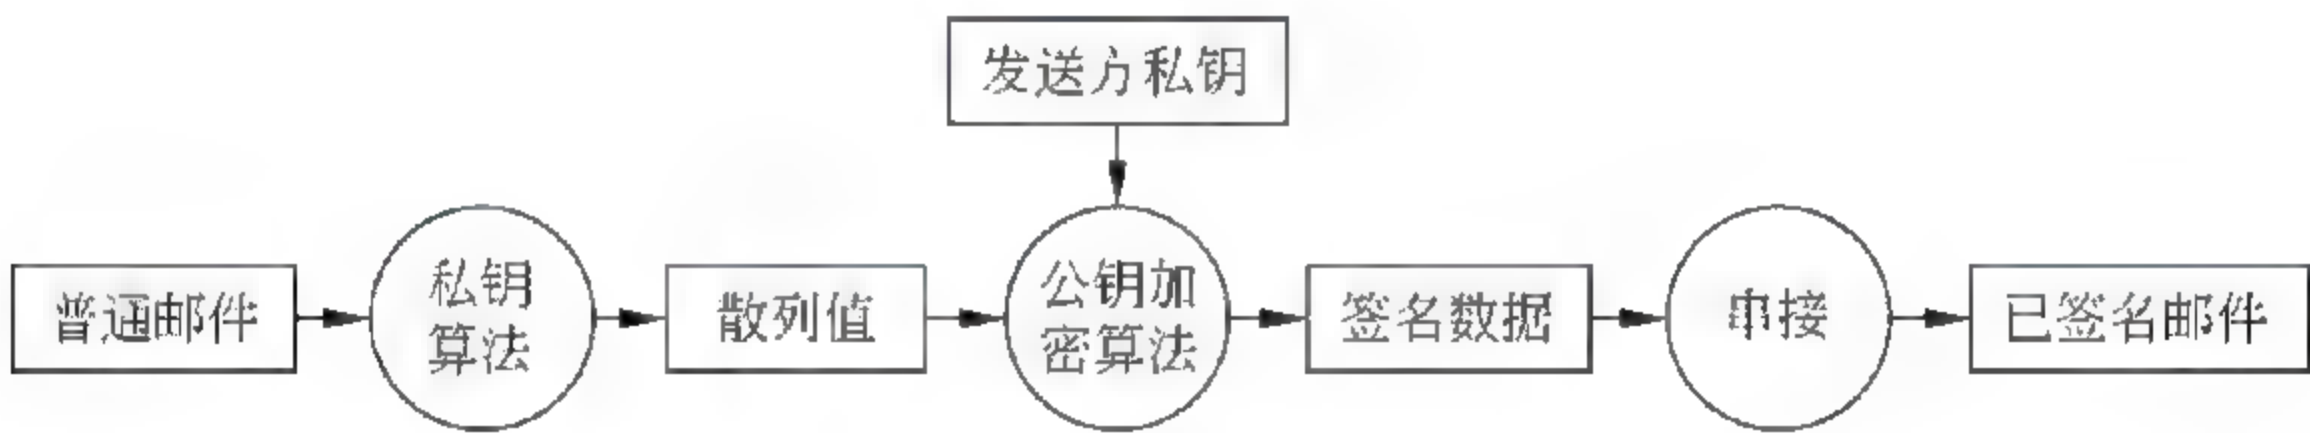 发送方私钥
普通邮件
私钥
算法
散列值
公钥加
密算法
签名数据
串接
已签名邮件